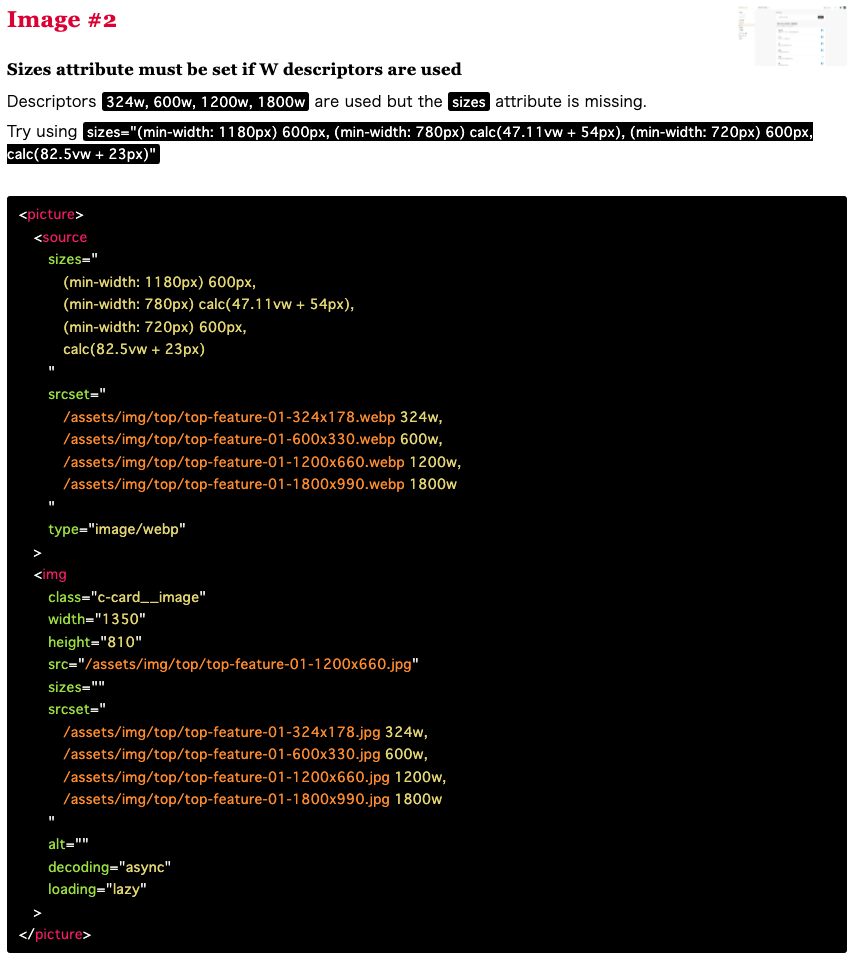 Image #2
Sizes attribute must be set if W descriptors are used
Descriptors 324w, 600w, 1200w, 1800w are used but the sizes attribute is missing.
Try using sizes="(min-width: 1180px) 600px, (min-width: 780px) calc(47.11vw + 54px), (min-width: 720px) 600px,
calc(82.5vw + 23px)"
<picture>
<source
sizes="
(min-width: 1180px) 600px,
(min-width: 780px) calc(47.11vw + 54px),
(min-width: 720px) 600px,
calc(82.5vw + 23px)
"
srcset="
/assets/img/top/top-feature-01-324x178.webp 324w,
/assets/img/top/top-feature-01-600x330.webp 600w,
/assets/img/top/top-feature-01-1200x660.webp 1200w,
/assets/img/top/top-feature-01-1800x990.webp 1800w
"
type="image/webp"
>
<img
class="c-card__image"
width="1350"
height="810"
src="/assets/img/top/top-feature-01-1200x660.jpg"
sizes=""
srcset="
/assets/img/top/top-feature-01-324x178.jpg 324w,
/assets/img/top/top-feature-01-600x330.jpg 600w,
/assets/img/top/top-feature-01-1200x660.jpg 1200w,
/assets/img/top/top-feature-01-1800x990.jpg 1800w
"
alt=""
decoding="async"
loading="lazy"
>
</picture>